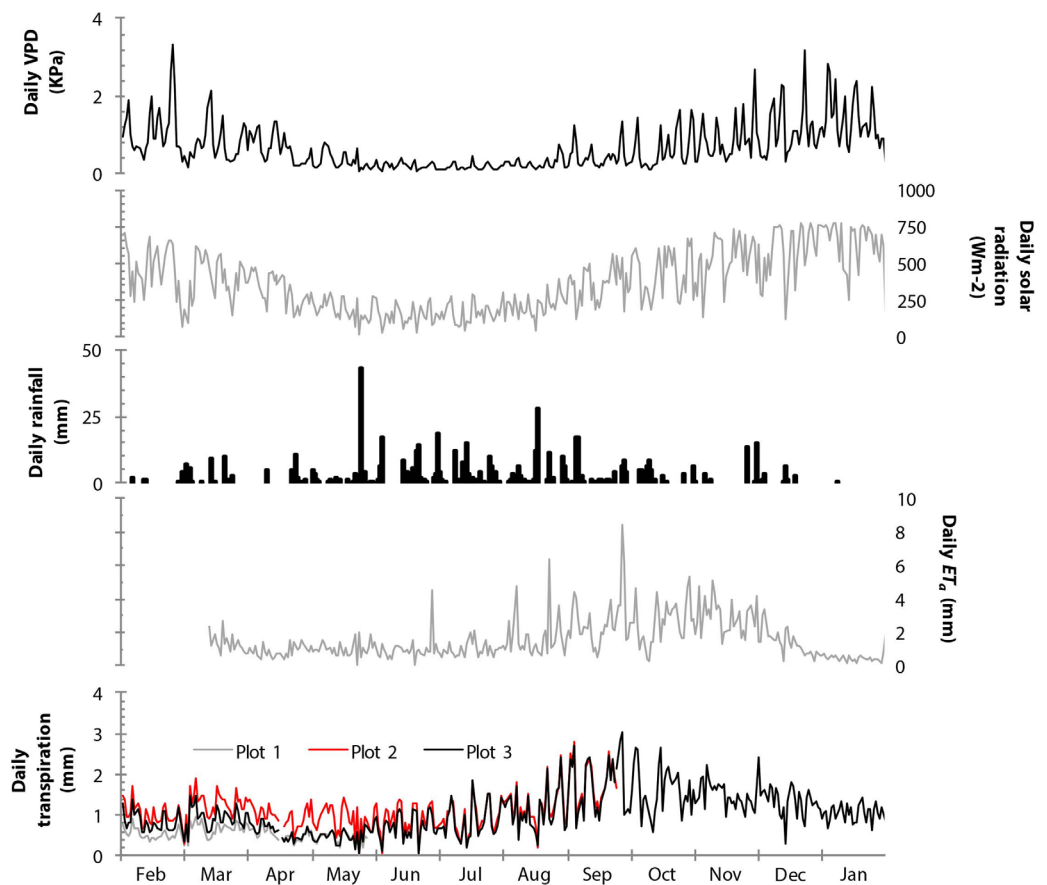 Daily VPD
(KPa)
4
2
0
1000
750
500
250
0
Daily solar
radiation
(Wm-2)
Daily rainfall
(mm)
50
25
0
10
8
6
4
2
0
Daily ETa (mm)
Daily
transpiration
(mm)
4
3
2
1
0
Plot 1 Plot 2 Plot 3
Feb Mar Apr May Jun Jul Aug Sep Oct Nov Dec Jan